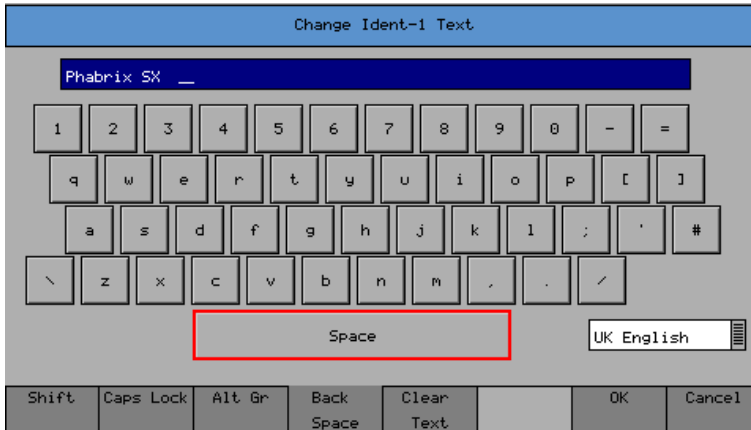 Change Ident-1 Text
Phabrix SX _
1 2 3 4 5 6 7 8 9 0 - =
q w e r t y u i o p [ ]
a s d f g h j k l ; ' #
\ z x c v b n m , . /
Space
UK English
Shift Caps Lock Alt Gr Back Space Clear Text OK Cancel